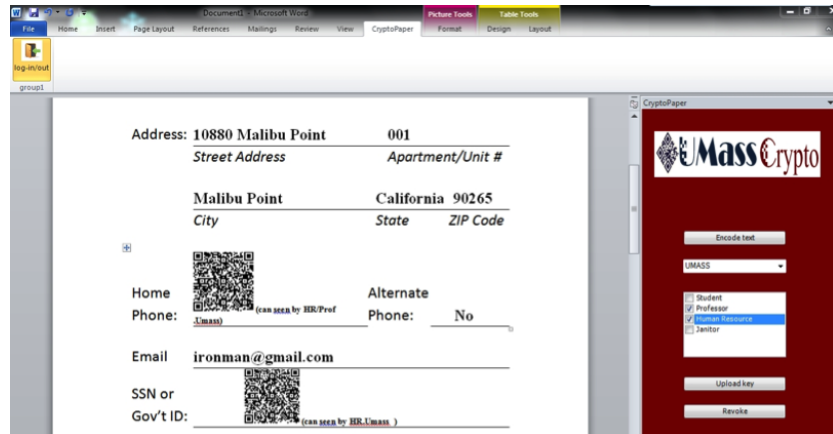 Document1 - Microsoft Word
Picture Tools
Table Tools
File Home Insert Page Layout References Mailings Review View CryptoPaper Format Design Layout
log-in/out
group1
CryptoPaper
UMass Crypto
Address: 10880 Malibu Point 001
Street Address Apartment/Unit #
Malibu Point California 90265
City State ZIP Code
Home Phone: (can seen by HR/Prof .Umass)
Alternate Phone: No
Email ironman@gmail.com
SSN or Gov't ID: (can seen by HR.Umass )
Encode text
UMASS
Student
Professor
Human Resource
Janitor
Upload key
Revoke